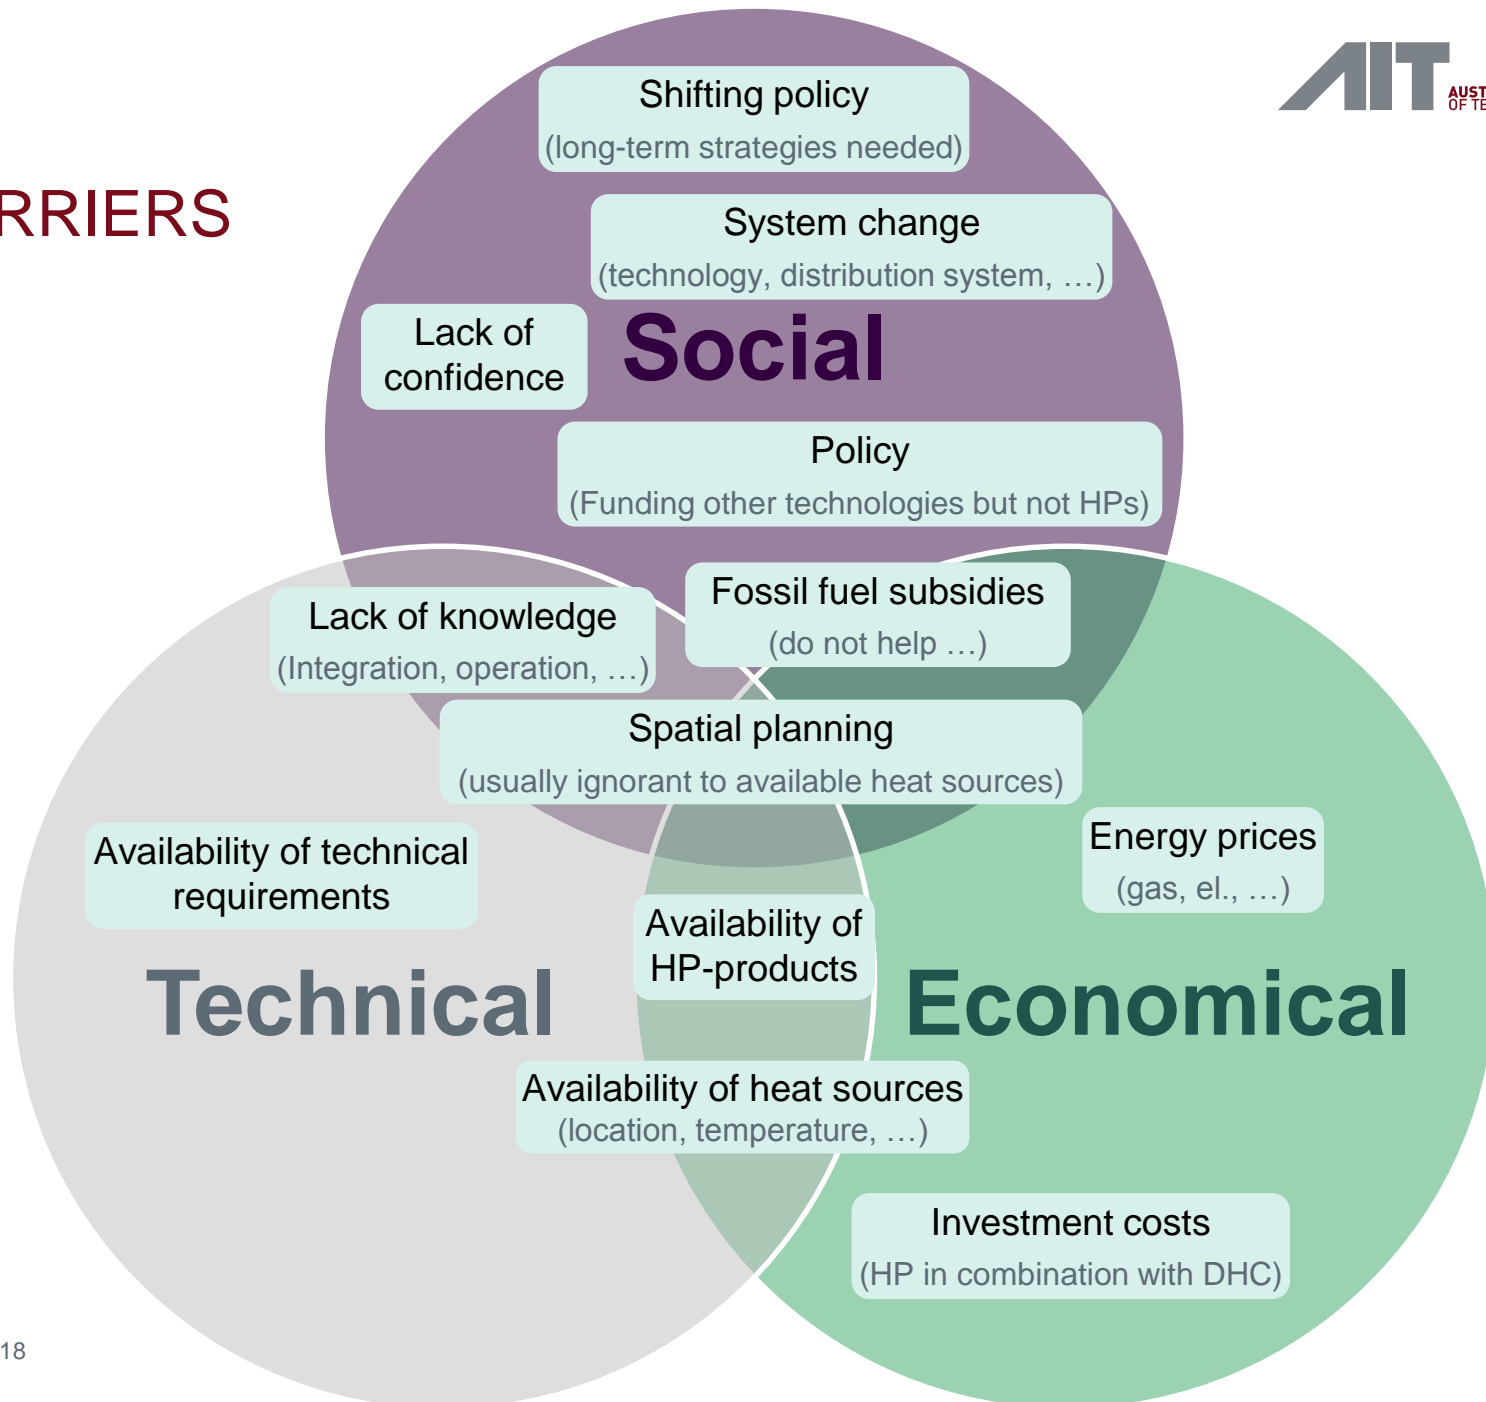 RRIERS
AIT
AUST
OF TE
Shifting policy
(long-term strategies needed)
System change
(technology, distribution system, …)
Lack of
confidence
Social
Policy
(Funding other technologies but not HPs)
Fossil fuel subsidies
(do not help …)
Lack of knowledge
(Integration, operation, …)
Spatial planning
(usually ignorant to available heat sources)
Availability of technical
requirements
Energy prices
(gas, el., …)
Availability of
HP-products
Technical
Economical
Availability of heat sources
(location, temperature, …)
Investment costs
(HP in combination with DHC)
18